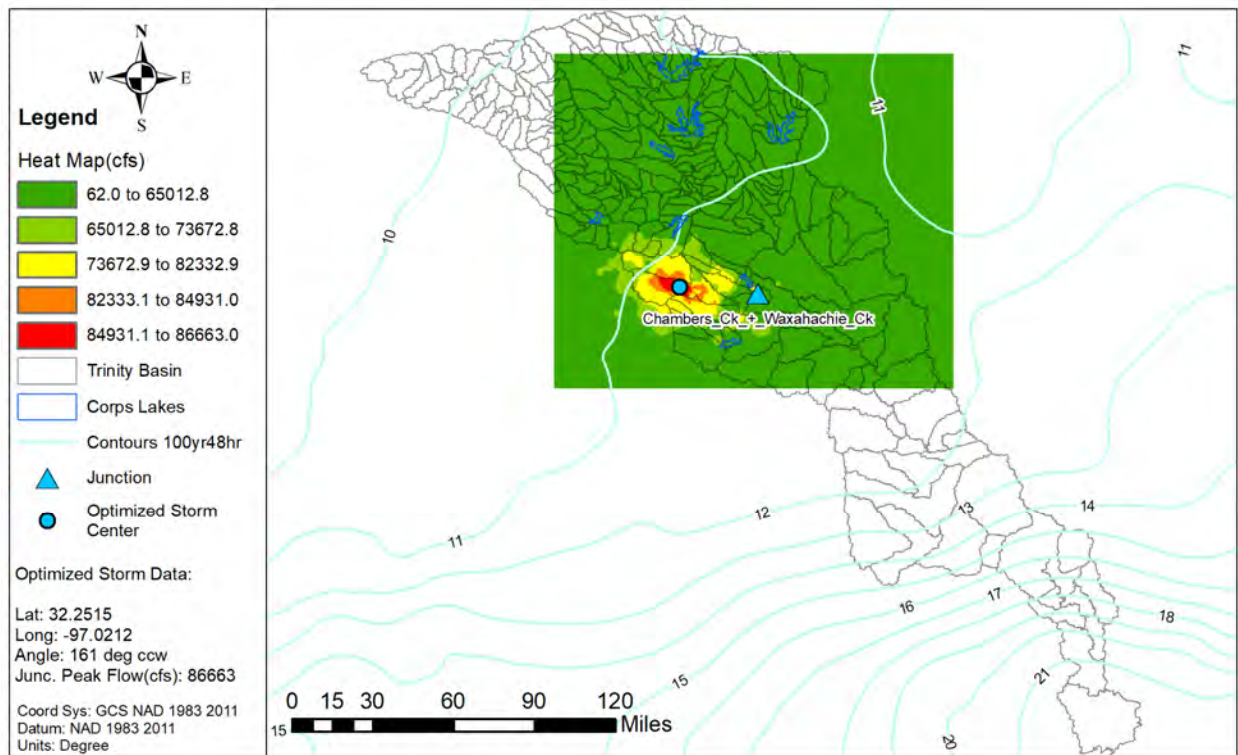 N
W E
S
Legend
Heat Map(cfs)
62.0 to 65012.8
65012.8 to 73672.8
73672.9 to 82332.9
82333.1 to 84931.0
84931.1 to 86663.0
Trinity Basin
Corps Lakes
Contours 100yr48hr
Junction
Optimized Storm
Center
Optimized Storm Data:
Lat: 32.2515
Long: -97.0212
Angle: 161 deg ccw
Junc. Peak Flow(cfs): 86663
Coord Sys: GCS NAD 1983 2011
Datum: NAD 1983 2011
Units: Degree
11
11
10
Chambers_Ck_+_Waxahachie_Ck
11
12
13
14
16
17
18
15
21
20
15
0 15 30 60 90 120
Miles